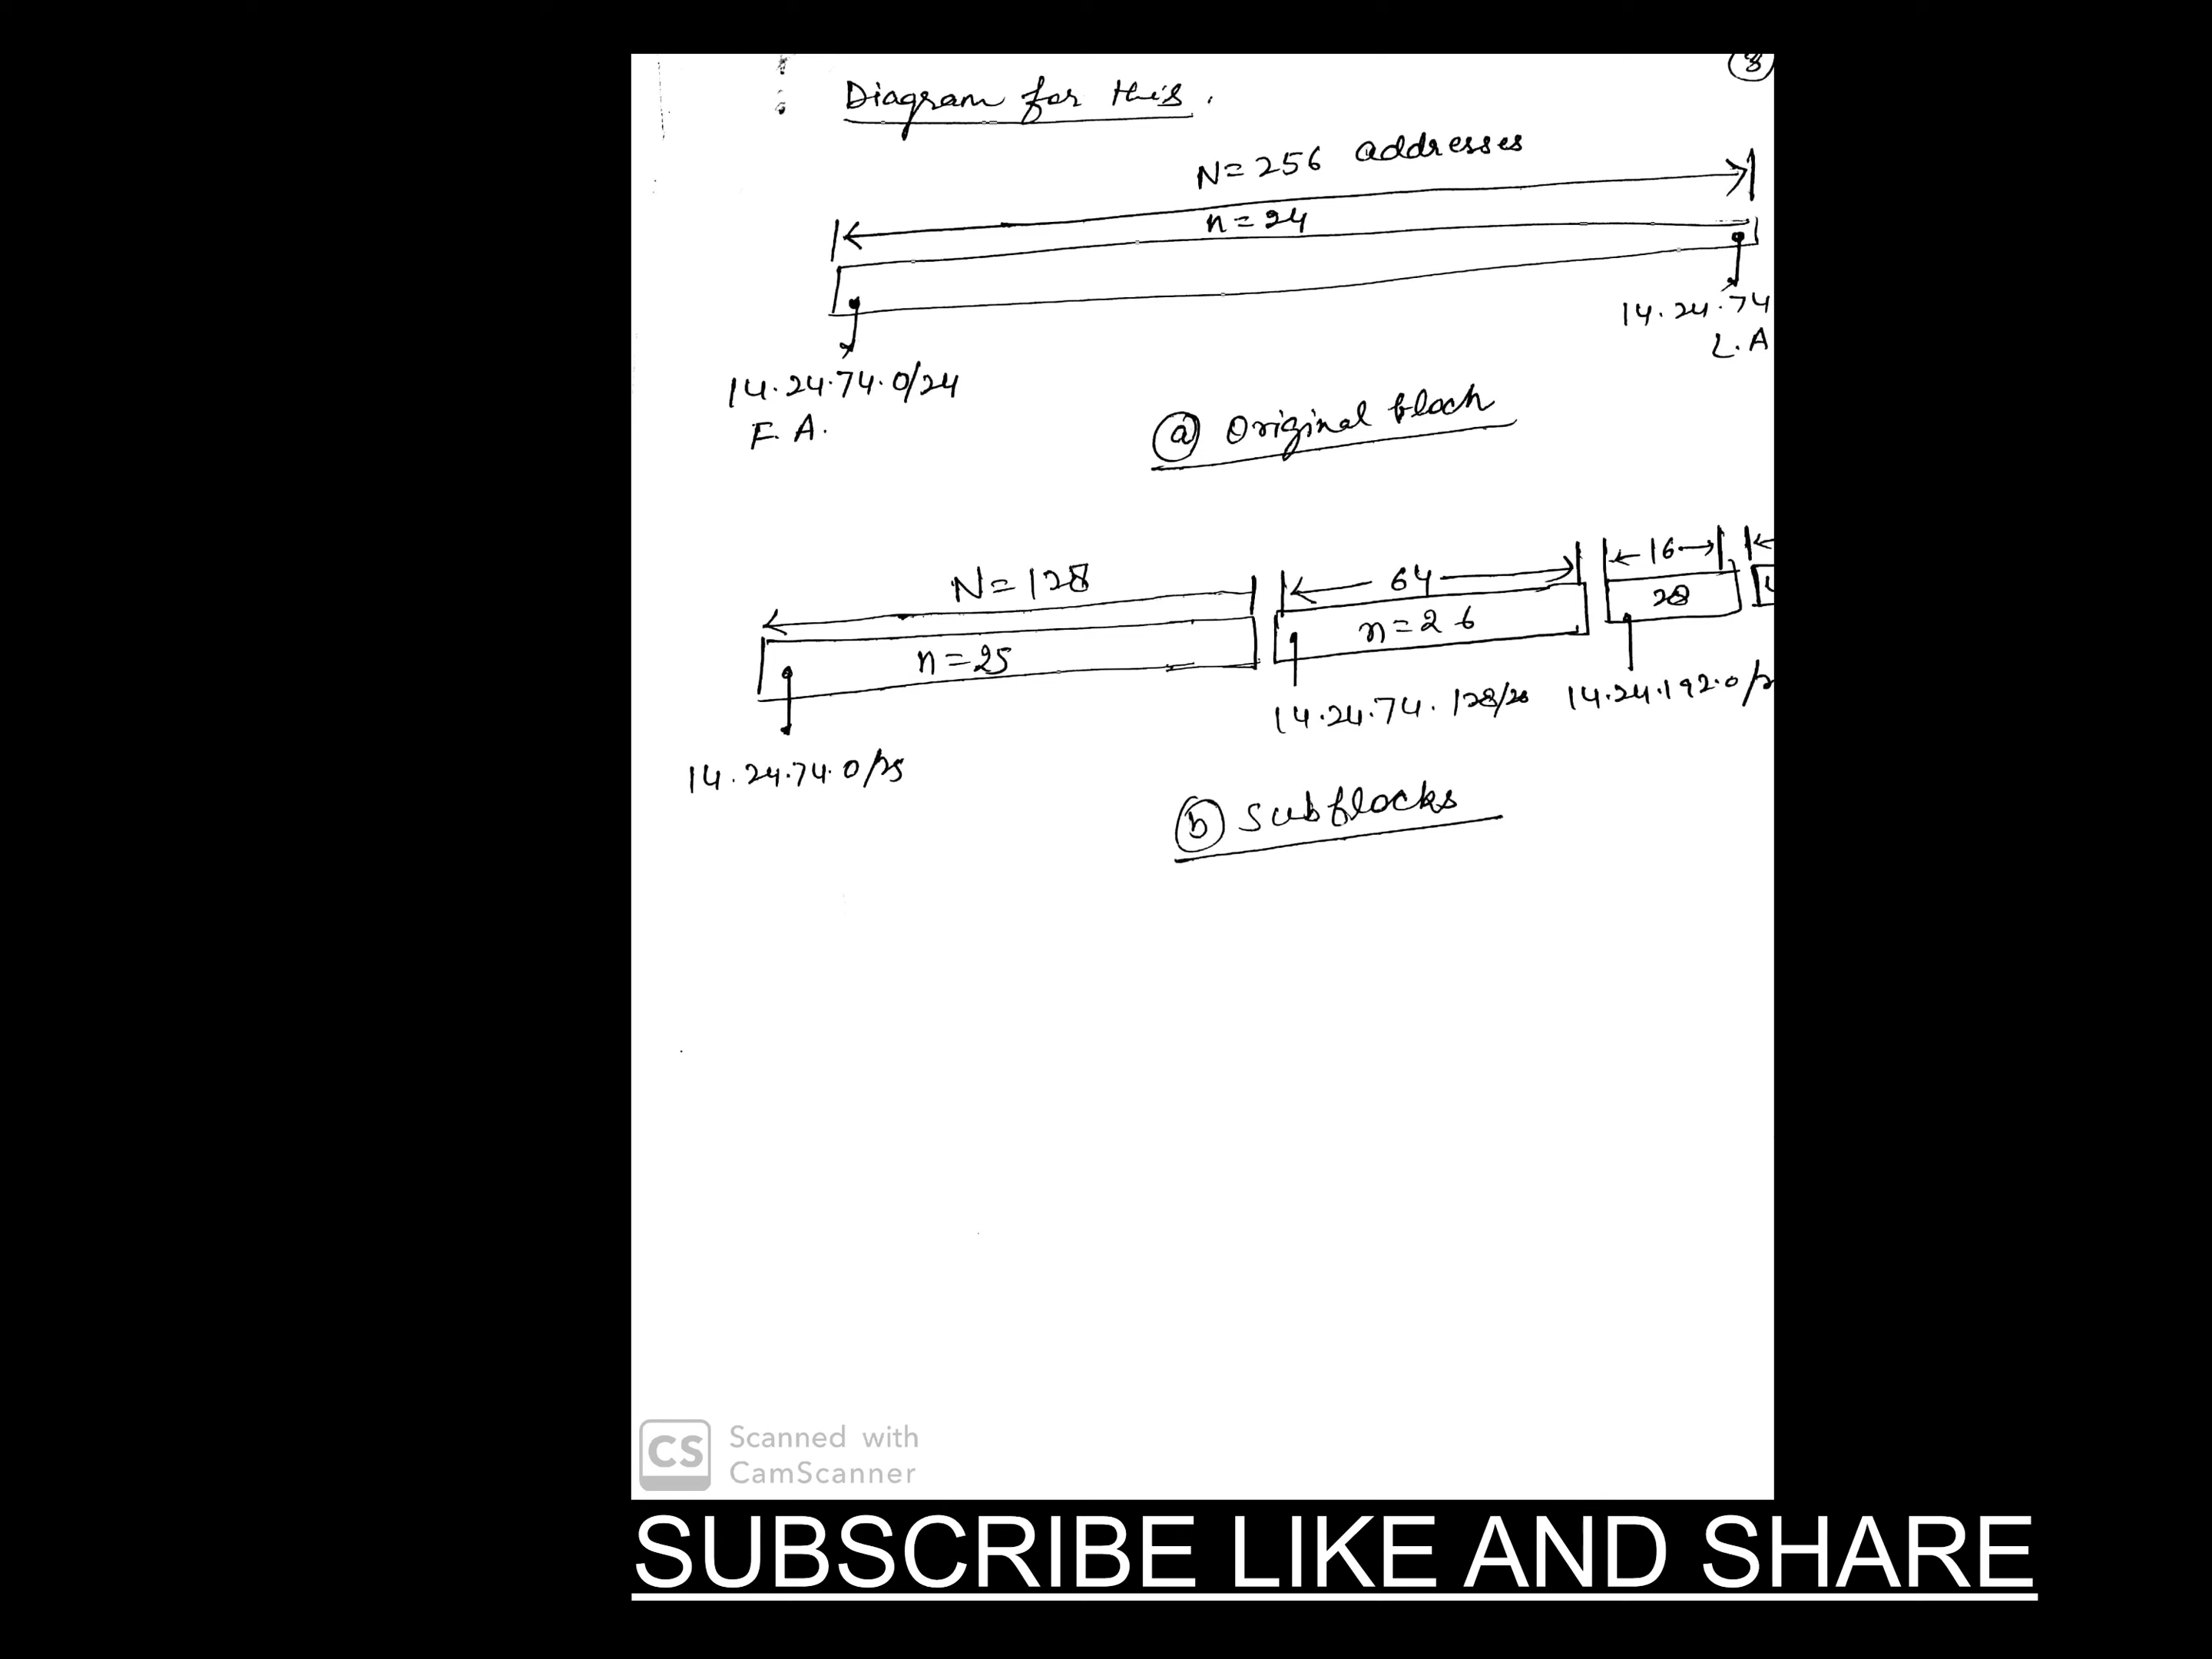 8
Diagram for this.
N=256 addresses
n=24
14.24.74.0/24
F.A.
14.24.74
L.A
(a) Original block
N=128
n=25
64
n=26
16
28
14.24.74.0/25
14.24.74.128/26
14.24.192.0/2
(b) subblocks
CS
Scanned with
CamScanner
SUBSCRIBE LIKE AND SHARE